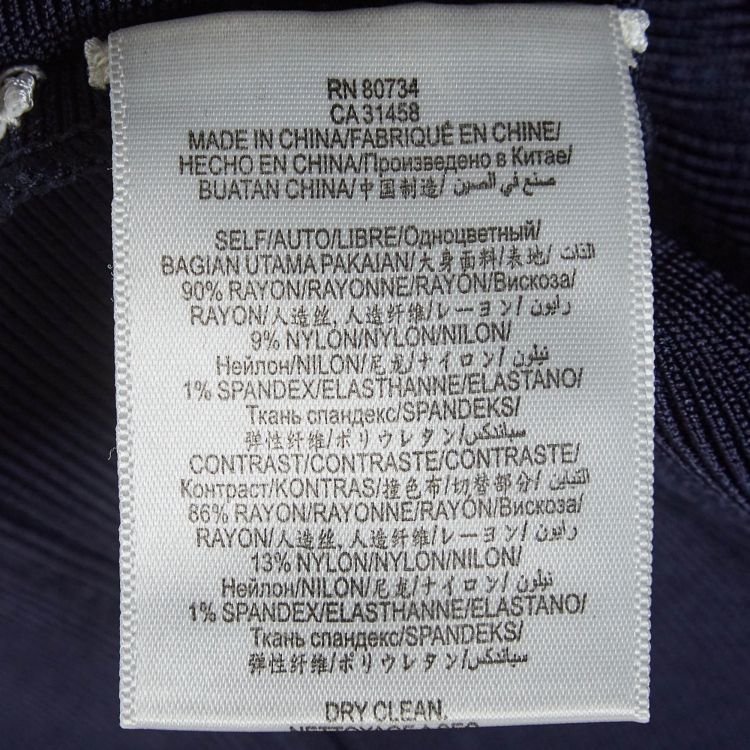 RN 80734
CA 31458
MADE IN CHINA/FABRIQUÉ EN CHINE/
HECHO EN CHINA/Произведено в Китае/
BUATAN CHINA/中国制造/ صنع في الصين
SELF/AUTO/LIBRE/Одноцветный/
BAGIAN UTAMA PAKAIAN/大身面料/表地/ الذات
90% RAYON/RAYONNE/RAYÓN/Вискоза/
RAYON/人造丝, 人造纤维/レーヨン/ رايون
9% NYLON/NYLON/NILON/
Нейлон/NILON/尼龙/ナイロン/ نيلون
1% SPANDEX/ELASTHANNE/ELASTANO/
Ткань спандекс/SPANDEKS/
弹性纤维/ポリウレタン/ سباندكس
CONTRAST/CONTRASTE/CONTRASTE/
Контраст/KONTRAS/撞色布/切替部分/ التباين
86% RAYON/RAYONNE/RAYÓN/Вискоза/
RAYON/人造丝, 人造纤维/レーヨン/ رايون
13% NYLON/NYLON/NILON/
Нейлон/NILON/尼龙/ナイロン/ نيلون
1% SPANDEX/ELASTHANNE/ELASTANO/
Ткань спандекс/SPANDEKS/
弹性纤维/ポリウレタン/ سباندكس
DRY CLEAN.
NETTOYAGE A SEC